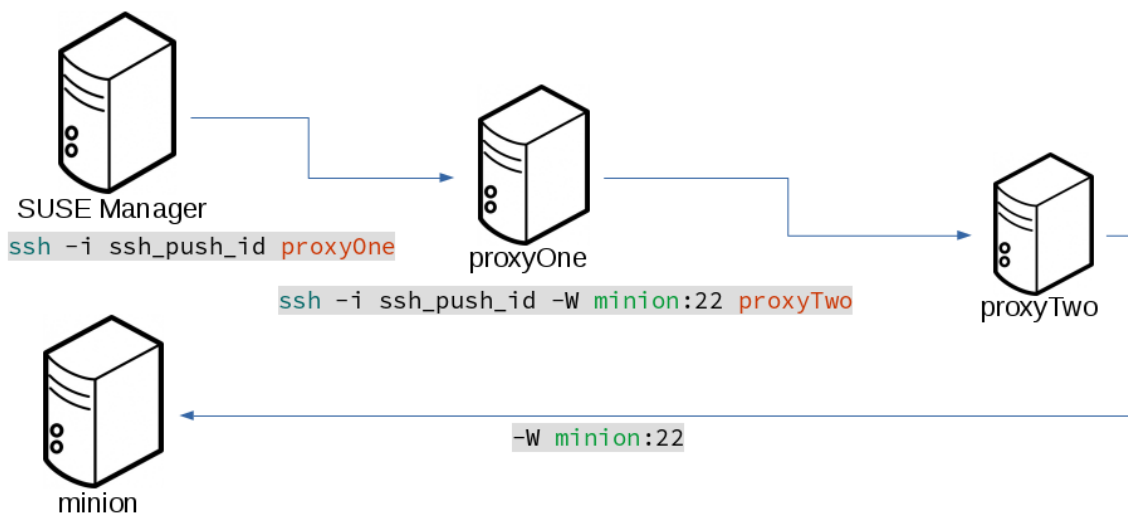 SUSE Manager
ssh -i ssh_push_id proxyOne
proxyOne
ssh -i ssh_push_id -W minion:22 proxyTwo
proxyTwo
-W minion:22
minion